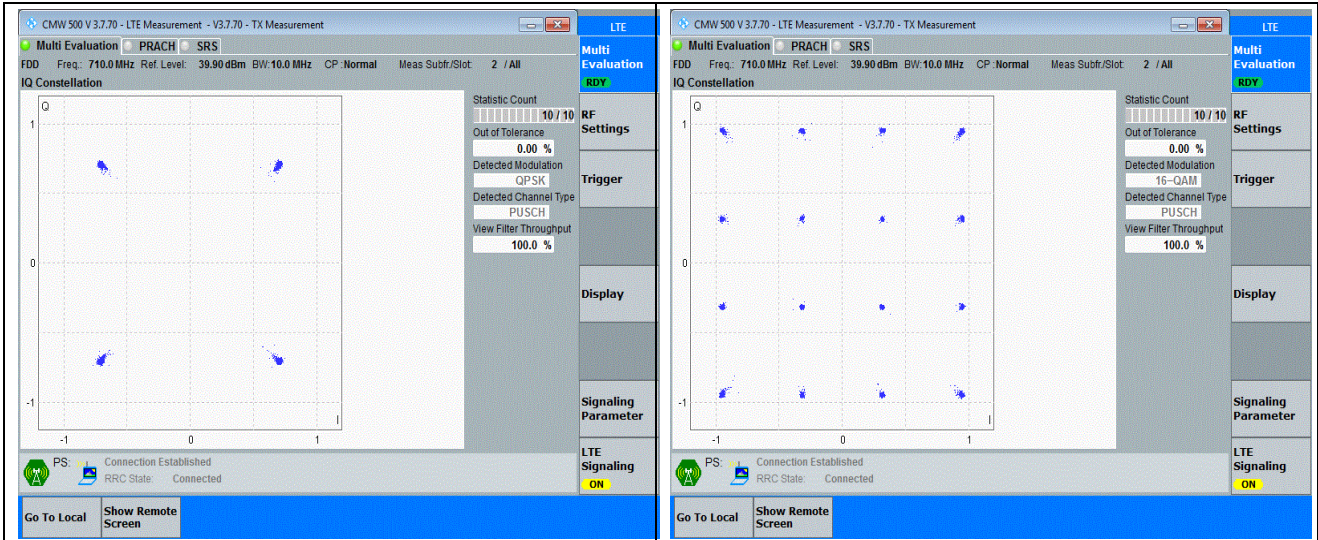 CMW 500 V 3.7.70 - LTE Measurement - V3.7.70 - TX Measurement
LTE
Multi Evaluation PRACH SRS
Multi
Evaluation
RDY
FDD Freq.: 710.0 MHz Ref. Level: 39.90 dBm BW: 10.0 MHz CP : Normal Meas Subfr./Slot: 2 / All
IQ Constellation
Q
1
0
-1
-1 0 1
I
Statistic Count
10 / 10
Out of Tolerance
0.00 %
Detected Modulation
QPSK
Detected Channel Type
PUSCH
View Filter Throughput
100.0 %
RF
Settings
Trigger
Display
Signaling
Parameter
LTE
Signaling
ON
PS: Connection Established
RRC State: Connected
Go To Local
Show Remote
Screen
CMW 500 V 3.7.70 - LTE Measurement - V3.7.70 - TX Measurement
LTE
Multi Evaluation PRACH SRS
Multi
Evaluation
RDY
FDD Freq.: 710.0 MHz Ref. Level: 39.90 dBm BW: 10.0 MHz CP : Normal Meas Subfr./Slot: 2 / All
IQ Constellation
Q
1
0
-1
-1 0 1
I
Statistic Count
10 / 10
Out of Tolerance
0.00 %
Detected Modulation
16-QAM
Detected Channel Type
PUSCH
View Filter Throughput
100.0 %
RF
Settings
Trigger
Display
Signaling
Parameter
LTE
Signaling
ON
PS: Connection Established
RRC State: Connected
Go To Local
Show Remote
Screen